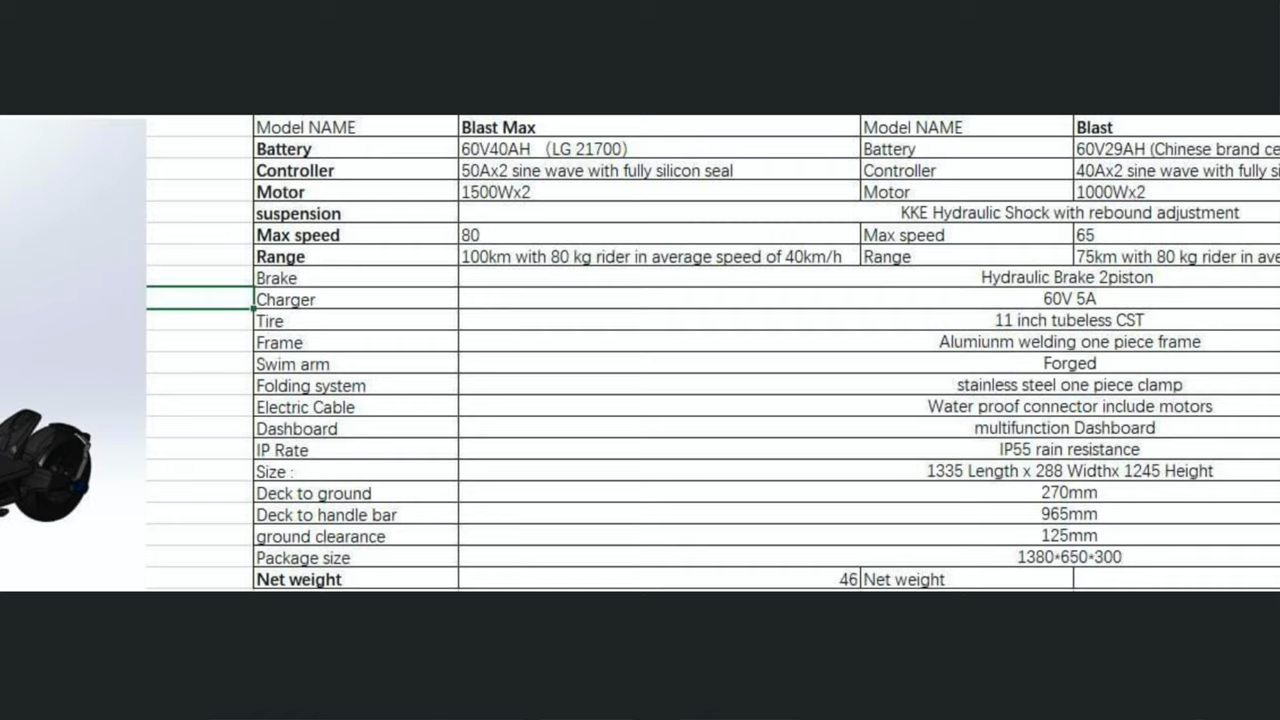 Model NAME Blast Max Model NAME Blast
Battery 60V40AH （LG 21700） Battery 60V29AH (Chinese brand
Controller 50Ax2 sine wave with fully silicon seal Controller 40Ax2 sine wave with fully
Motor 1500Wx2 Motor 1000Wx2
suspension KKE Hydraulic Shock with rebound adjustment
Max speed 80 Max speed 65
Range 100km with 80 kg rider in average speed of 40km/h Range 75km with 80 kg rider in
Brake Hydraulic Brake 2piston
Charger 60V 5A
Tire 11 inch tubeless CST
Frame Alumiunm welding one piece frame
Swim arm Forged
Folding system stainless steel one piece clamp
Electric Cable Water proof connector include motors
Dashboard multifunction Dashboard
IP Rate IP55 rain resistance
Size : 1335 Length x 288 Widthx 1245 Height
Deck to ground 270mm
Deck to handle bar 965mm
ground clearance 125mm
Package size 1380*650*300
Net weight 46 Net weight